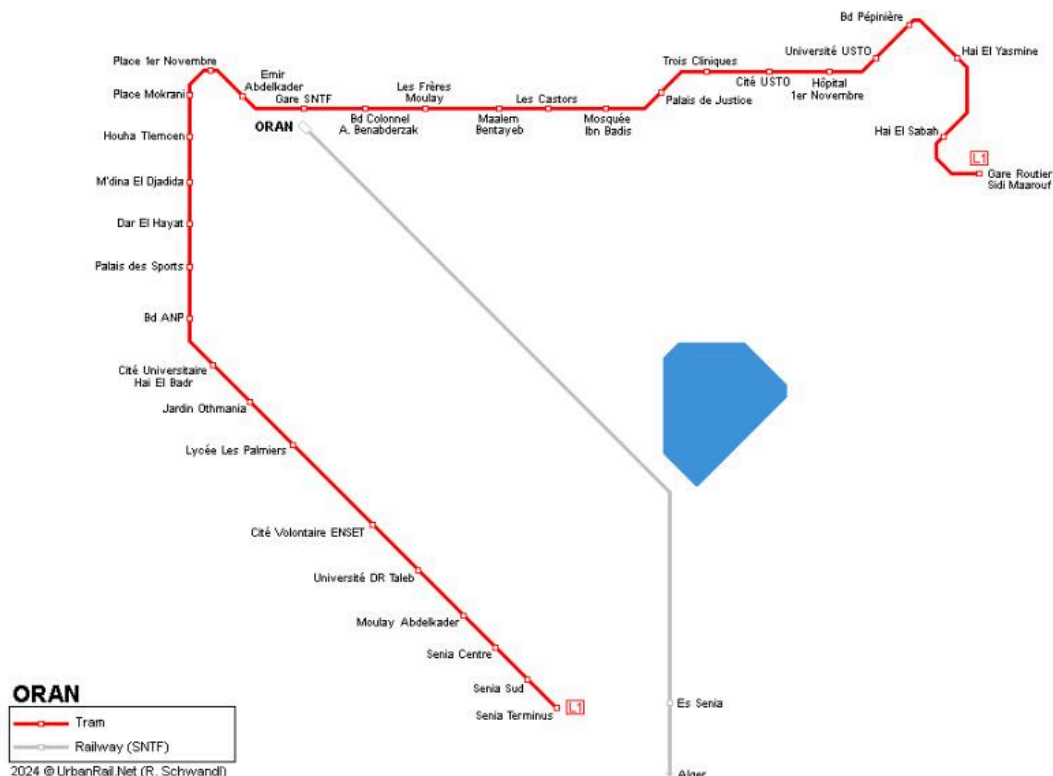 Bd Pépinière
Université USTO
Hai El Yasmine
Place 1er Novembre
Trois Cliniques
Emir
Abdelkader
Cité USTO
Hôpital
1er Novembre
Les Frères
Moulay
Place Mokrani
Gare SNTF
Les Castors
Palais de Justice
ORAN
Bd Colonnel
A. Benabderzak
Maalem
Bentayeb
Mosquée
Ibn Badis
Houha Tlemcen
Hai El Sabah
L1
Gare Routier
Sidi Maarouf
M'dina El Djadida
Dar El Hayat
Palais des Sports
Bd ANP
Cité Universitaire
Hai El Badr
Jardin Othmania
Lycée Les Palmiers
Cité Volontaire ENSET
Université DR Taleb
Moulay Abdelkader
Senia Centre
Senia Sud
Senia Terminus
L1
Es Senia
ORAN
Tram
Railway (SNTF)
2024 @ UrbanRail.Net (R. Schwandl)
Alger